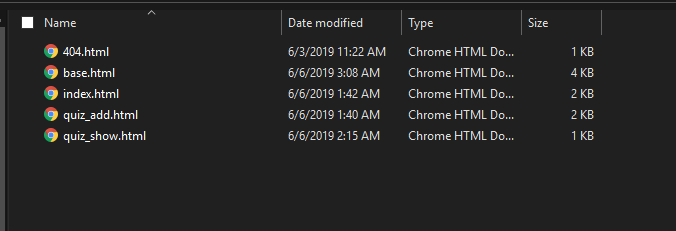 Name Date modified Type Size
404.html 6/3/2019 11:22 AM Chrome HTML Do... 1 KB
base.html 6/6/2019 3:08 AM Chrome HTML Do... 4 KB
index.html 6/6/2019 1:42 AM Chrome HTML Do... 2 KB
quiz_add.html 6/6/2019 1:40 AM Chrome HTML Do... 2 KB
quiz_show.html 6/6/2019 2:15 AM Chrome HTML Do... 1 KB